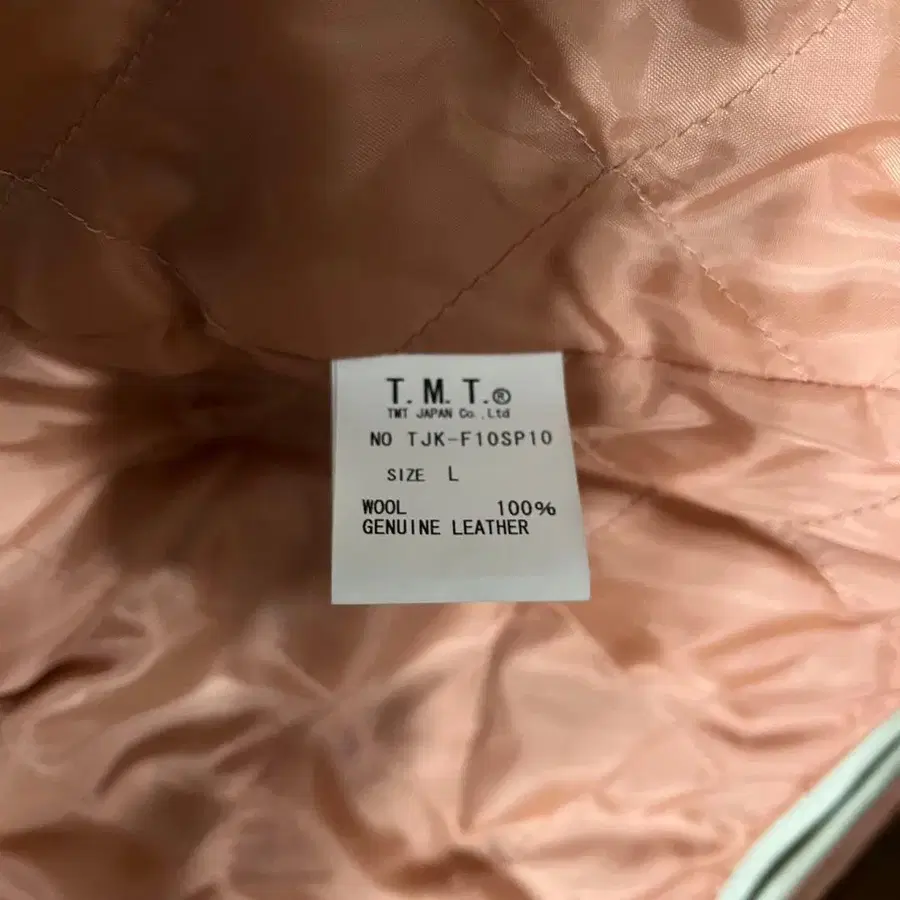 T.M.T.®
TMT JAPAN Co.,Ltd
NO TJK-F10SP10
SIZE L
WOOL 100%
GENUINE LEATHER